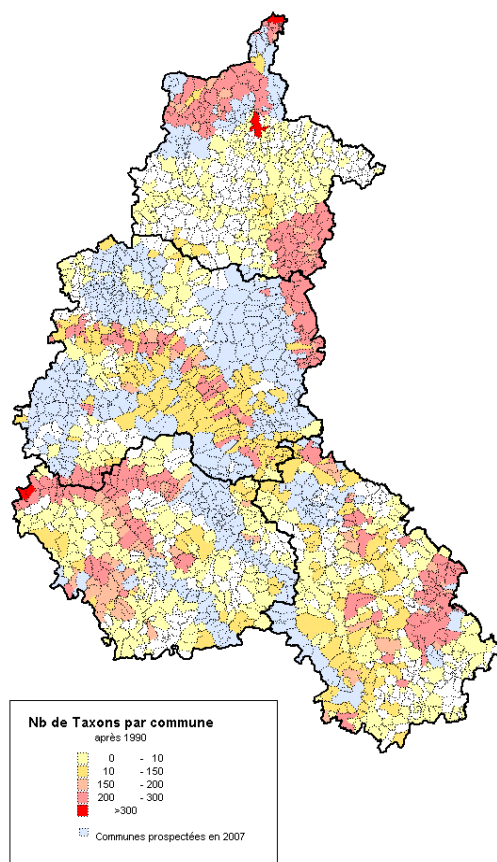 Nb de Taxons par commune
après 1990
0 - 10
10 - 150
150 - 200
200 - 300
>300
Communes prospectées en 2007